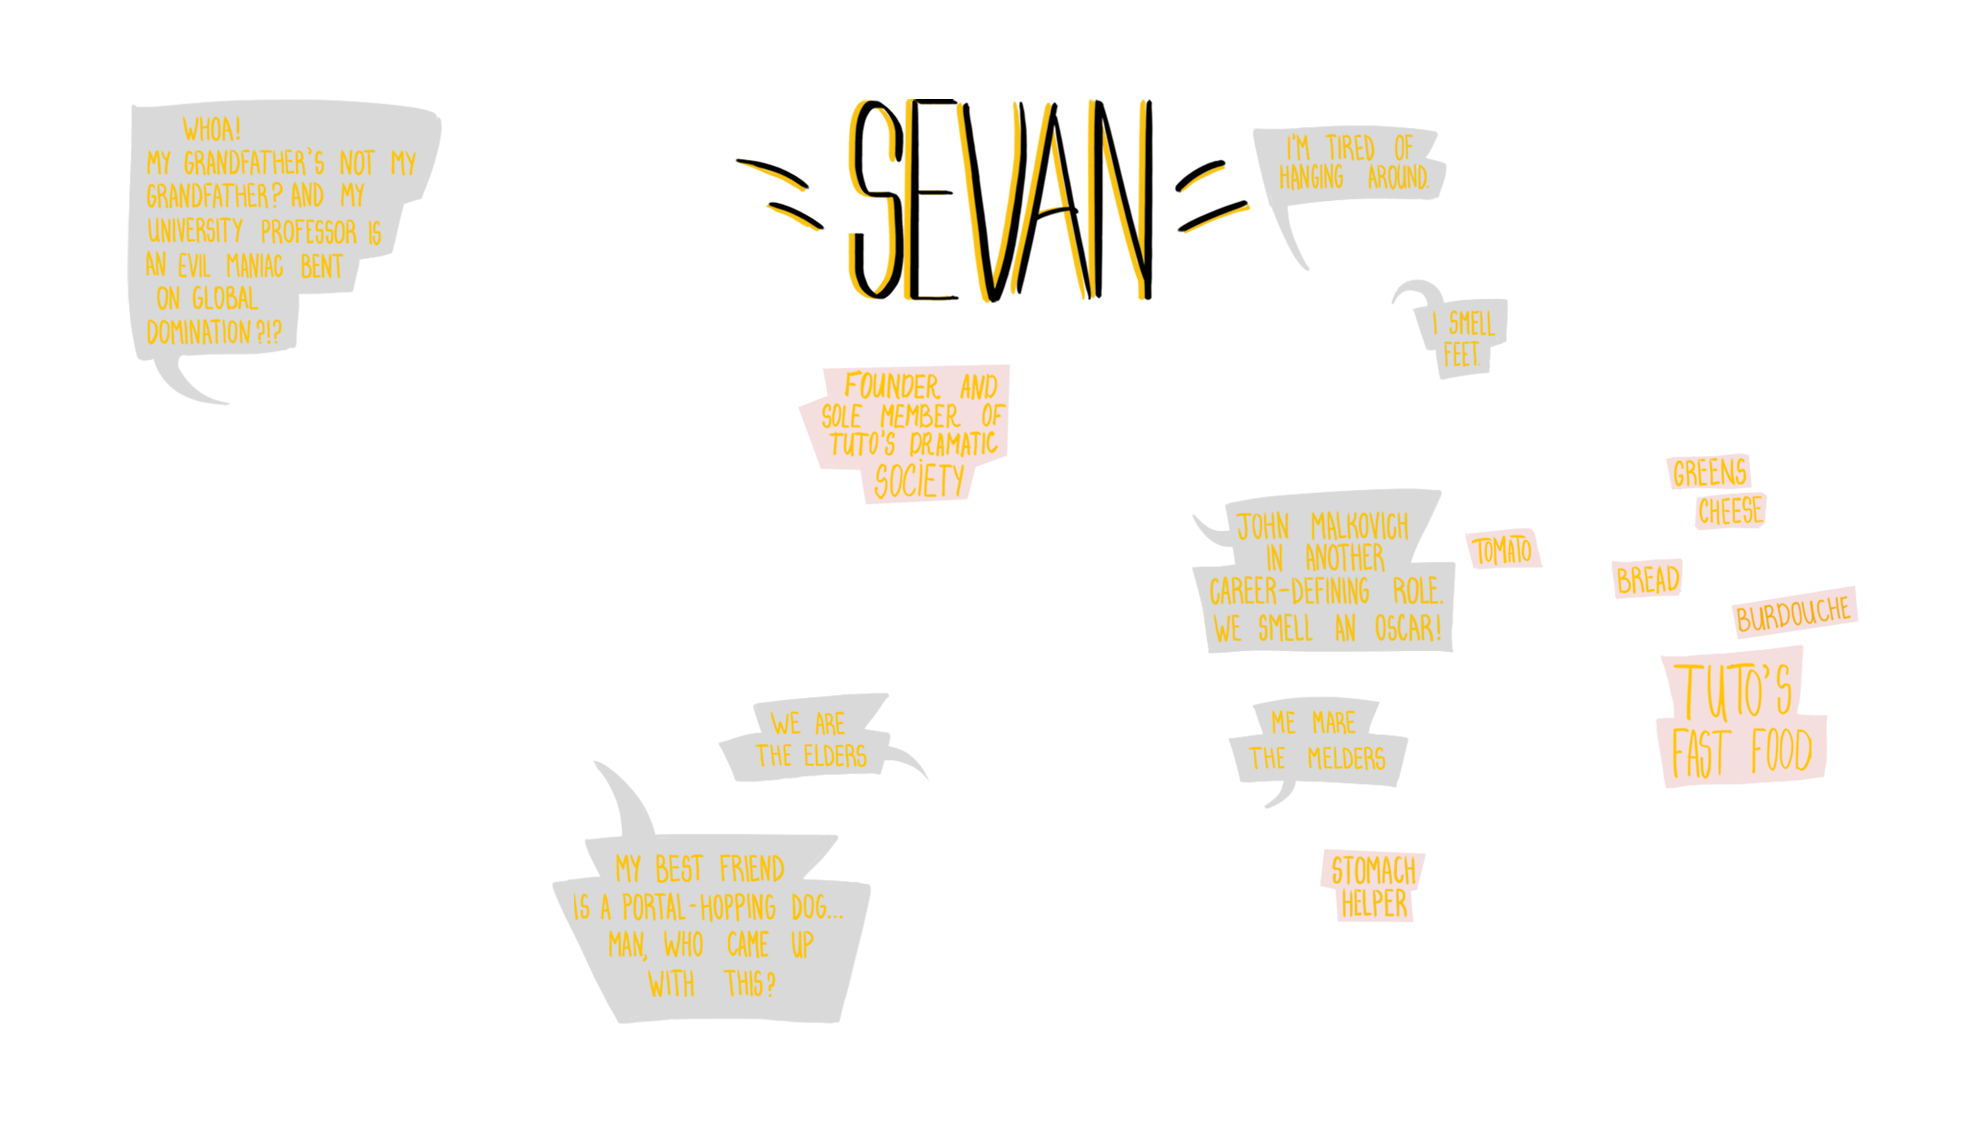 WHOA!
MY GRANDFATHER'S NOT MY
GRANDFATHER? AND MY
UNIVERSITY PROFESSOR IS
AN EVIL MANIAC BENT
ON GLOBAL
DOMINATION?!?
SEVAN
I'M TIRED OF
HANGING AROUND.
I SMELL
FEET.
FOUNDER AND
SOLE MEMBER OF
TUTO'S DRAMATIC
SOCIETY
JOHN MALKOVICH
IN ANOTHER
CAREER-DEFINING ROLE.
WE SMELL AN OSCAR!
GREENS
CHEESE
TOMATO
BREAD
BURDOUCHE
TUTO'S
FAST FOOD
WE ARE
THE ELDERS
ME MARE
THE MELDERS
MY BEST FRIEND
IS A PORTAL-HOPPING DOG...
MAN, WHO CAME UP
WITH THIS?
STOMACH
HELPER